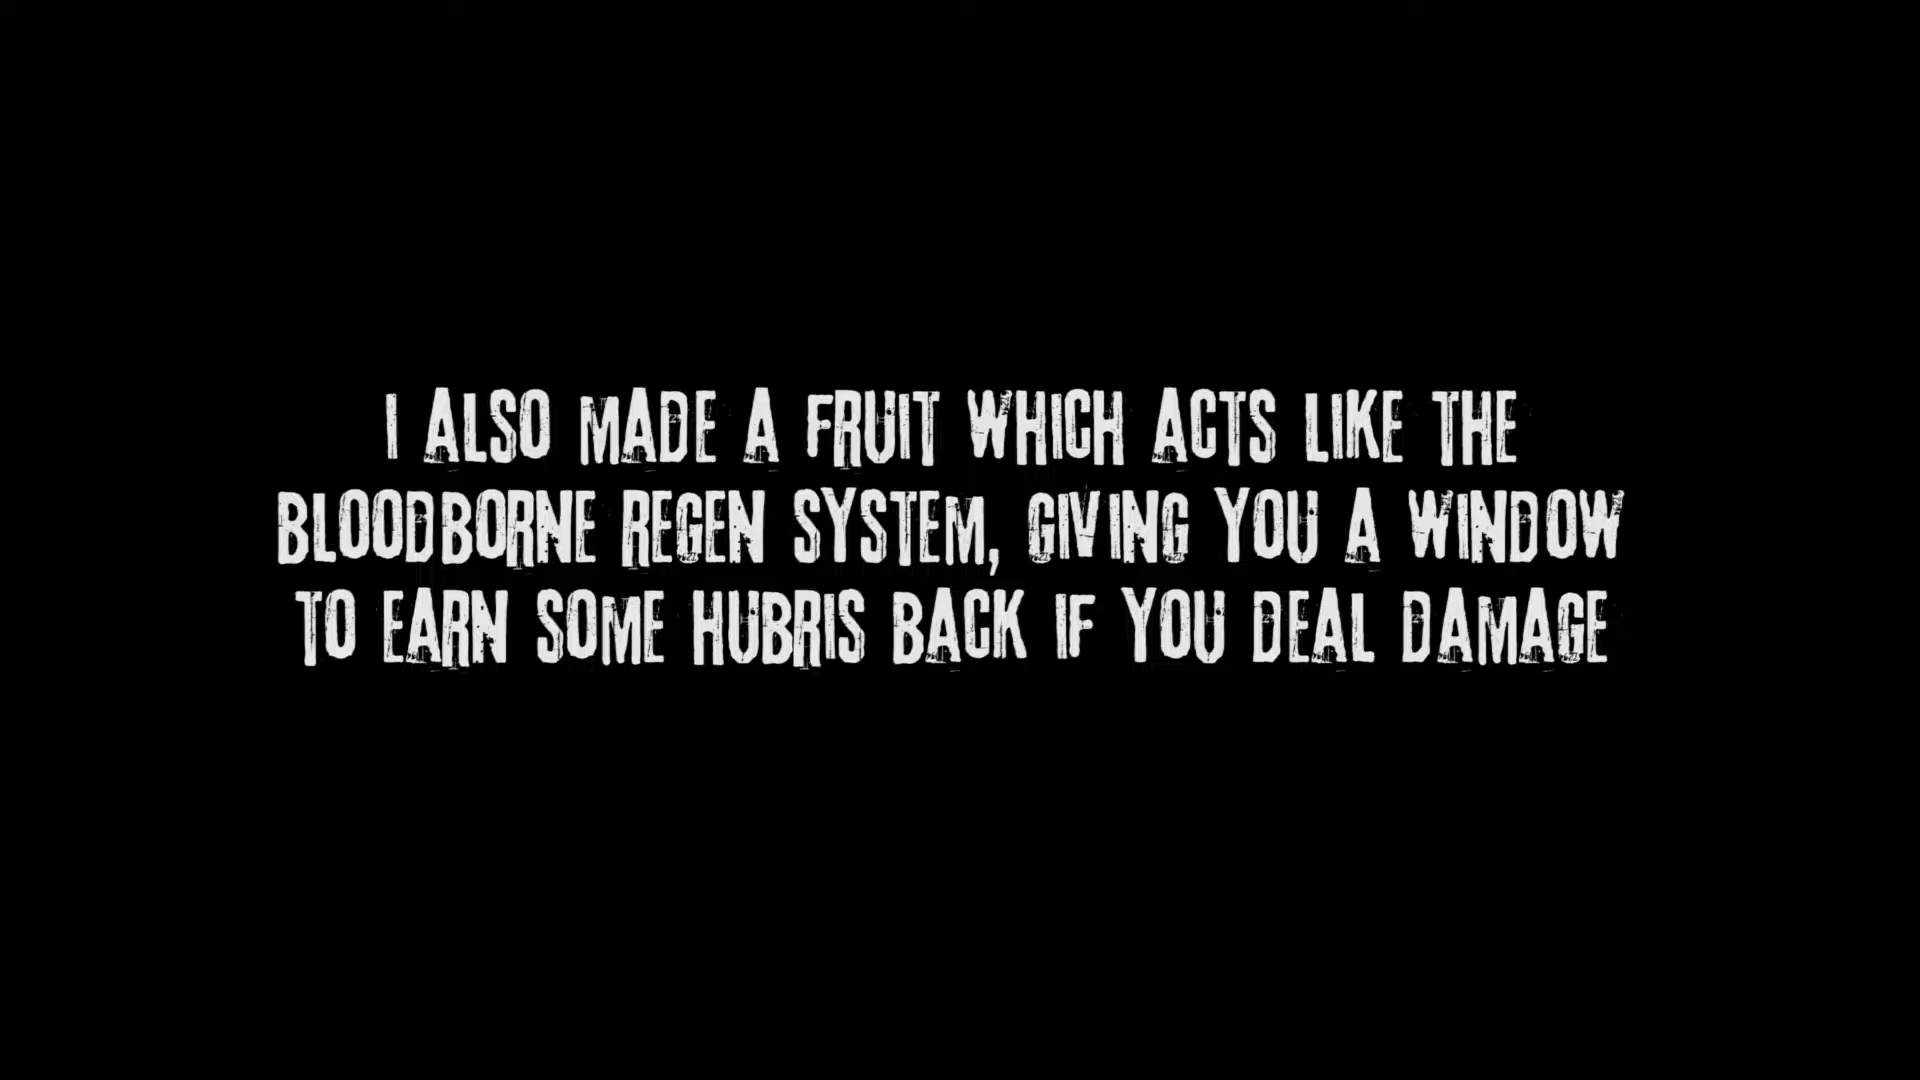 I ALSO MADE A FRUIT WHICH ACTS LIKE THE
BLOODBORNE REGEN SYSTEM, GIVING YOU A WINDOW
TO EARN SOME HUBRIS BACK IF YOU DEAL DAMAGE